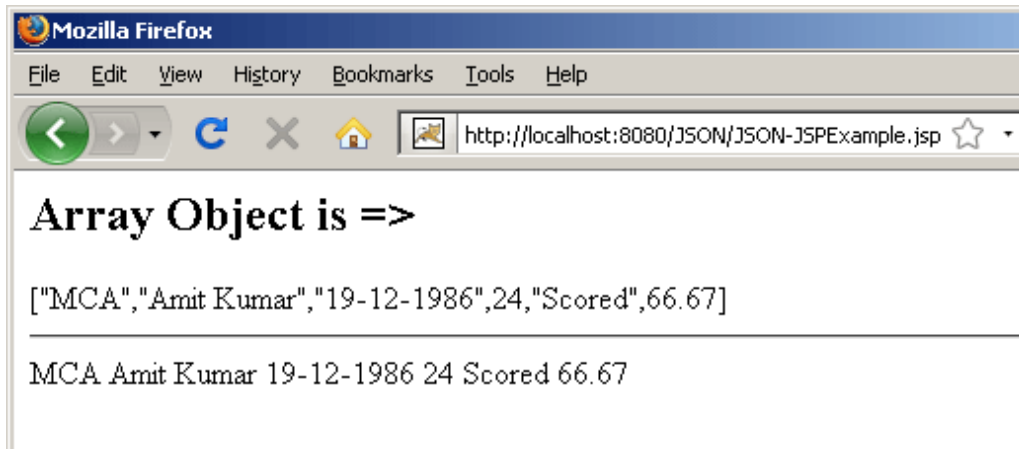 Mozilla Firefox
File Edit View History Bookmarks Tools Help
http://localhost:8080/JSON/JSON-JSPExample.jsp
Array Object is =>
["MCA","Amit Kumar","19-12-1986",24,"Scored",66.67]
MCA Amit Kumar 19-12-1986 24 Scored 66.67